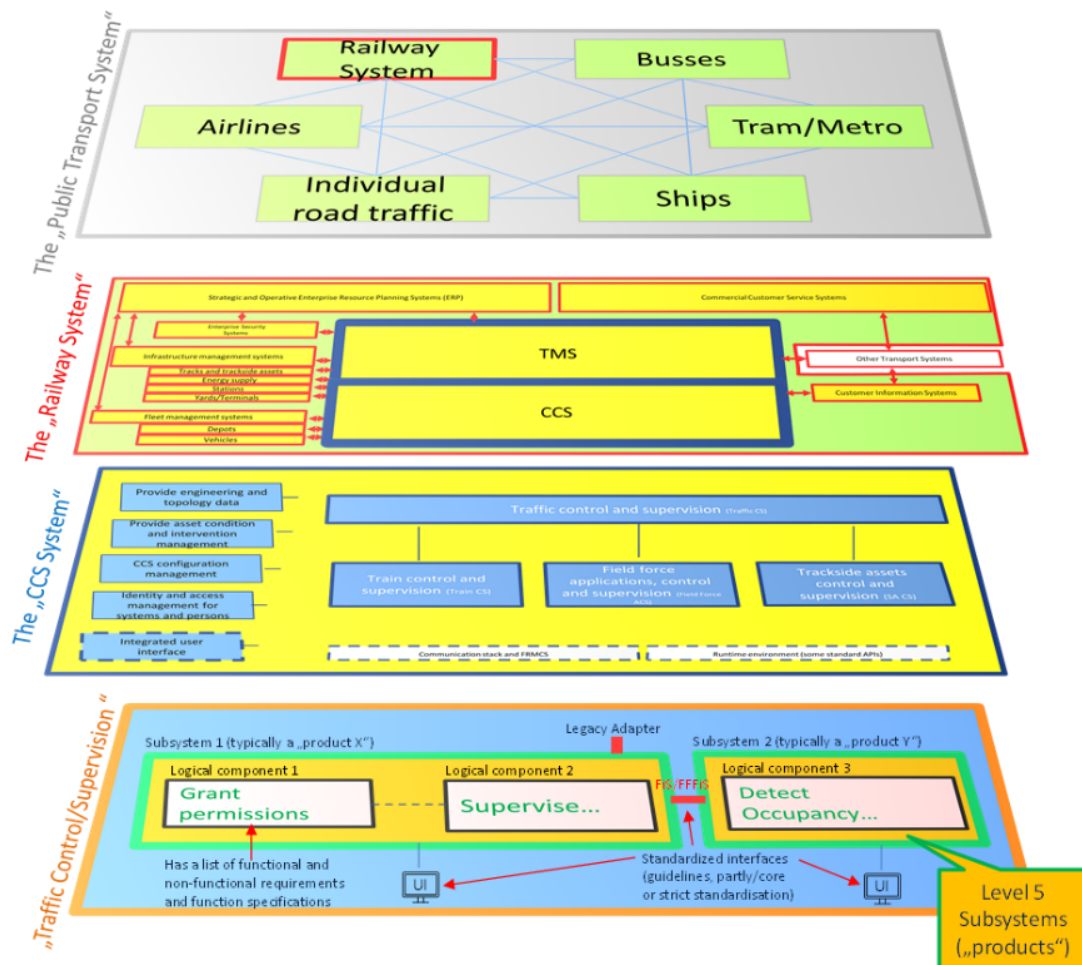 The „Public Transport System“
Railway
System
Busses
Airlines
Tram/Metro
Individual
road traffic
Ships
The „Railway System“
Strategic and Operative Enterprise Resource Planning Systems (ERP)
Commercial Customer Service Systems
Enterprise Security
Systems
TMS
Infrastructure management systems
Other Transport Systems
Tracks and trackside assets
Energy supply
Stations
Yards/Terminals
CCS
Customer Information Systems
Fleet management systems
Depots
Vehicles
The „CCS System“
Provide engineering and
topology data
Traffic control and supervision (Traffic CS)
Provide asset condition
and intervention
management
CCS configuration
management
Train control and
supervision (Train CS)
Field force
applications, control
and supervision (Field Force
ACS)
Trackside assets
control and
supervision (SA CS)
Identity and access
management for
systems and persons
Integrated user
interface
Communication stack and FRMCS
Runtime environment (some standard APIs)
„Traffic Control/Supervision “
Legacy Adapter
Subsystem 1 (typically a „product X“)
Subsystem 2 (typically a „product Y“)
Logical component 1
Logical component 2
Logical component 3
Grant
permissions
Supervise...
FIS/FFFIS
Detect
Occupancy...
Has a list of functional and
non-functional requirements
and function specifications
UI
Standardized interfaces
(guidelines, partly/core
or strict standardisation)
UI
Level 5
Subsystems
(„products“)